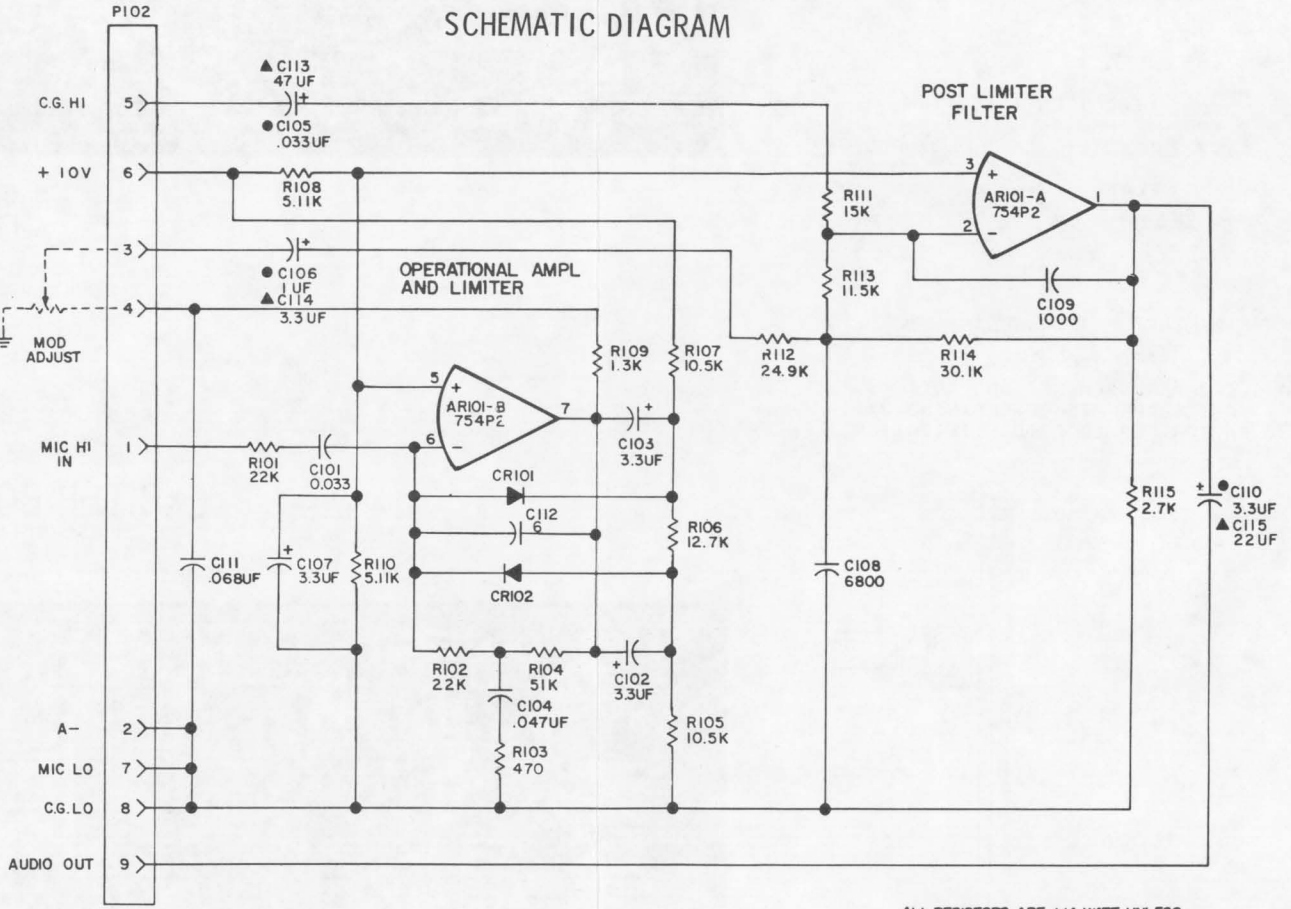 SCHEMATIC DIAGRAM
P102
▲ C113
47 UF
C.G. HI
5
● C105
.033UF
POST LIMITER
FILTER
+ 10V
6
R108
5.11K
3
+
AR101-A
754P2
1
2
−
R111
15K
3
+
● C106
1 UF
▲ C114
3.3 UF
OPERATIONAL AMPL
AND LIMITER
R113
11.5K
C109
1000
4
MOD
ADJUST
R109
1.3K
R107
10.5K
R112
24.9K
R114
30.1K
5
+
AR101-B
754P2
7
6
−
+
C103
3.3UF
MIC HI
IN
1
R101
22K
C101
0.033
CR101
C112
6
R106
12.7K
R115
2.7K
+
● C110
3.3UF
▲ C115
22UF
C111
.068UF
+
C107
3.3UF
R110
5.11K
CR102
C108
6800
R102
22K
R104
51K
+
C102
3.3UF
C104
.047UF
R103
470
R105
10.5K
A−
2
MIC LO
7
C.G. LO
8
AUDIO OUT
9